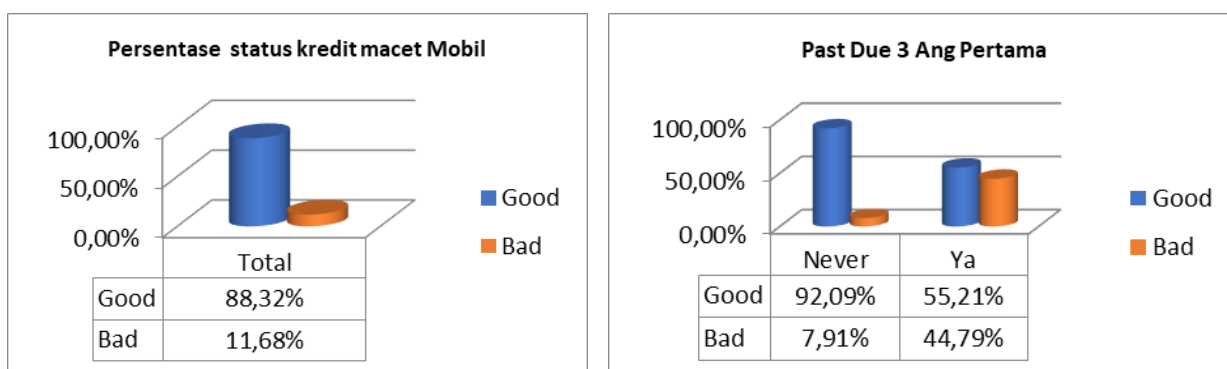 Persentase status kredit macet Mobil
100,00%
50,00%
0,00%
Total
Good 88,32%
Bad 11,68%
Good
Bad
Past Due 3 Ang Pertama
100,00%
50,00%
0,00%
Never Ya
Good 92,09% 55,21%
Bad 7,91% 44,79%
Good
Bad